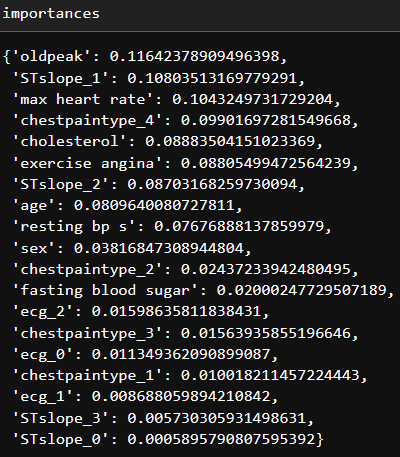 importances
{'oldpeak': 0.11642378909496398,
'STslope_1': 0.10803513169779291,
'max heart rate': 0.1043249731729204,
'chestpaintype_4': 0.09901697281549668,
'cholesterol': 0.08883504151023369,
'exercise angina': 0.08805499472564239,
'STslope_2': 0.08703168259730094,
'age': 0.0809640080727811,
'resting bp s': 0.07676888137859979,
'sex': 0.03816847308944804,
'chestpaintype_2': 0.02437233942480495,
'fasting blood sugar': 0.02000247729507189,
'ecg_2': 0.01598635811838431,
'chestpaintype_3': 0.01563935855196646,
'ecg_0': 0.011349362090899087,
'chestpaintype_1': 0.010018211457224443,
'ecg_1': 0.008688059894210842,
'STslope_3': 0.005730305931498631,
'STslope_0': 0.0005895790807595392}